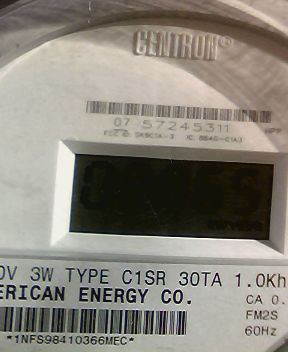 CENTRON®
07 57245311
0V 3W TYPE C1SR 30TA 1.0Kh
ERICAN ENERGY CO.
CA 0.
FM2S
60Hz
*1NFS98410366MEC*